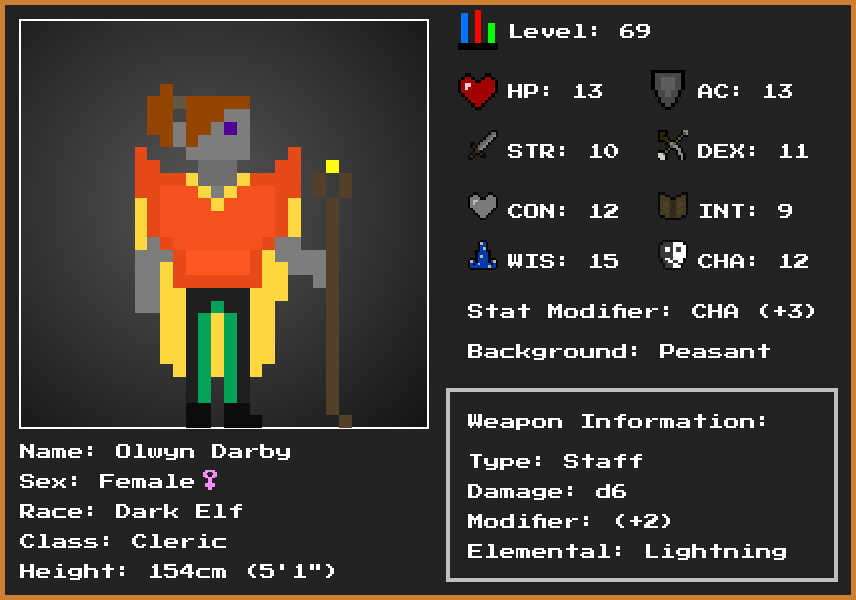 Level: 69
HP: 13
AC: 13
STR: 10
DEX: 11
CON: 12
INT: 9
WIS: 15
CHA: 12
Stat Modifier: CHA (+3)
Background: Peasant
Weapon Information:
Type: Staff
Damage: d6
Modifier: (+2)
Elemental: Lightning
Name: Olwyn Darby
Sex: Female♀
Race: Dark Elf
Class: Cleric
Height: 154cm (5'1")